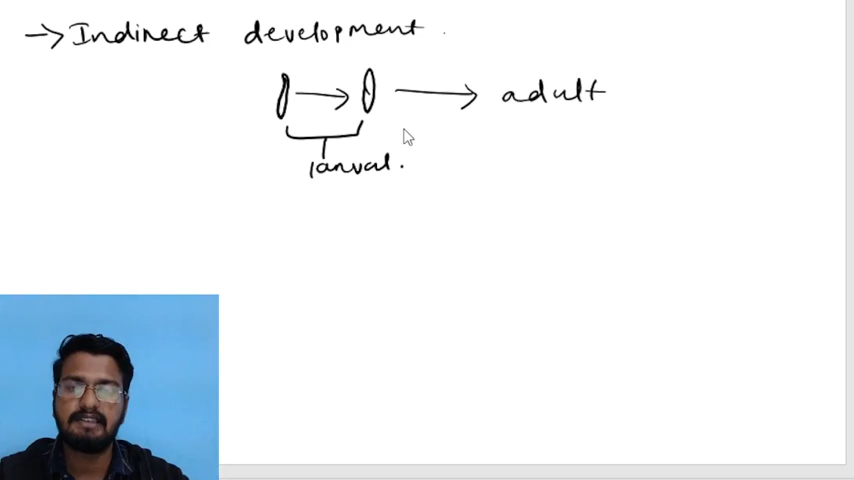 → Indirect development.
→ → adult
larval.